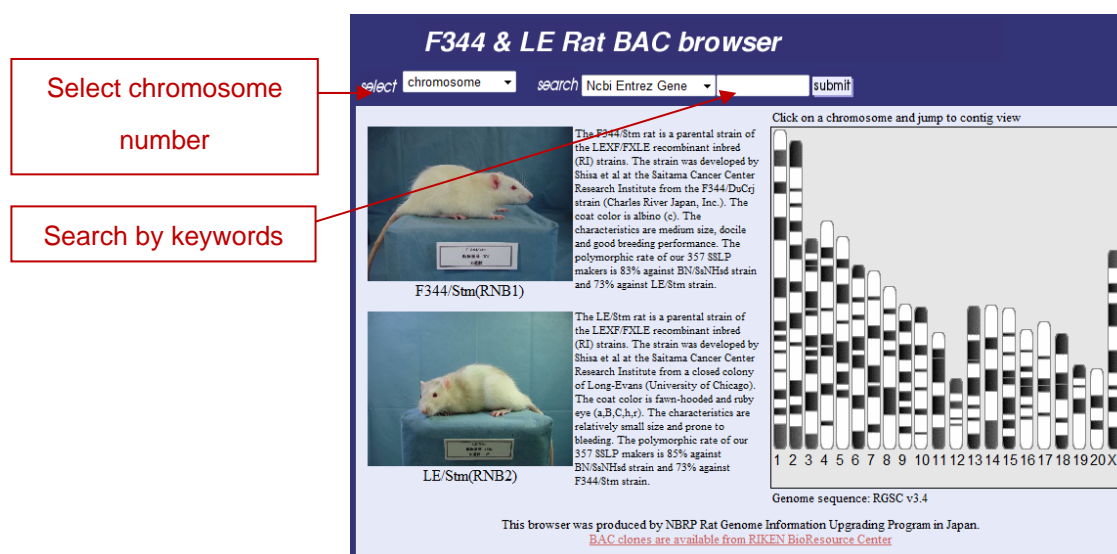 F344 & LE Rat BAC browser
Select chromosome
number
select chromosome search Ncbi Entrez Gene submit
Search by keywords
The F344/Stm rat is a parental strain of
the LEXF/FXLE recombinant inbred
(RI) strains. The strain was developed by
Shisa et al at the Saitama Cancer Center
Research Institute from the F344/DuCrj
strain (Charles River Japan, Inc.). The
coat color is albino (c). The
characteristics are medium size, docile
and good breeding performance. The
polymorphic rate of our 357 SSLP
makers is 83% against BN/SsNHsd strain
and 73% against LE/Stm strain.
F344/Stm(RNB1)
The LE/Stm rat is a parental strain of
the LEXF/FXLE recombinant inbred
(RI) strains. The strain was developed by
Shisa et al at the Saitama Cancer Center
Research Institute from a closed colony
of Long-Evans (University of Chicago).
The coat color is fawn-hooded and ruby
eye (a,B,C,h,r). The characteristics are
relatively small size and prone to
bleeding. The polymorphic rate of our
357 SSLP makers is 85% against
BN/SsNHsd strain and 73% against
F344/Stm strain.
LE/Stm(RNB2)
Click on a chromosome and jump to contig view
1 2 3 4 5 6 7 8 9 10 11 12 13 14 15 16 17 18 19 20 X
Genome sequence: RGSC v3.4
This browser was produced by NBRP Rat Genome Information Upgrading Program in Japan.
BAC clones are available from RIKEN BioResource Center